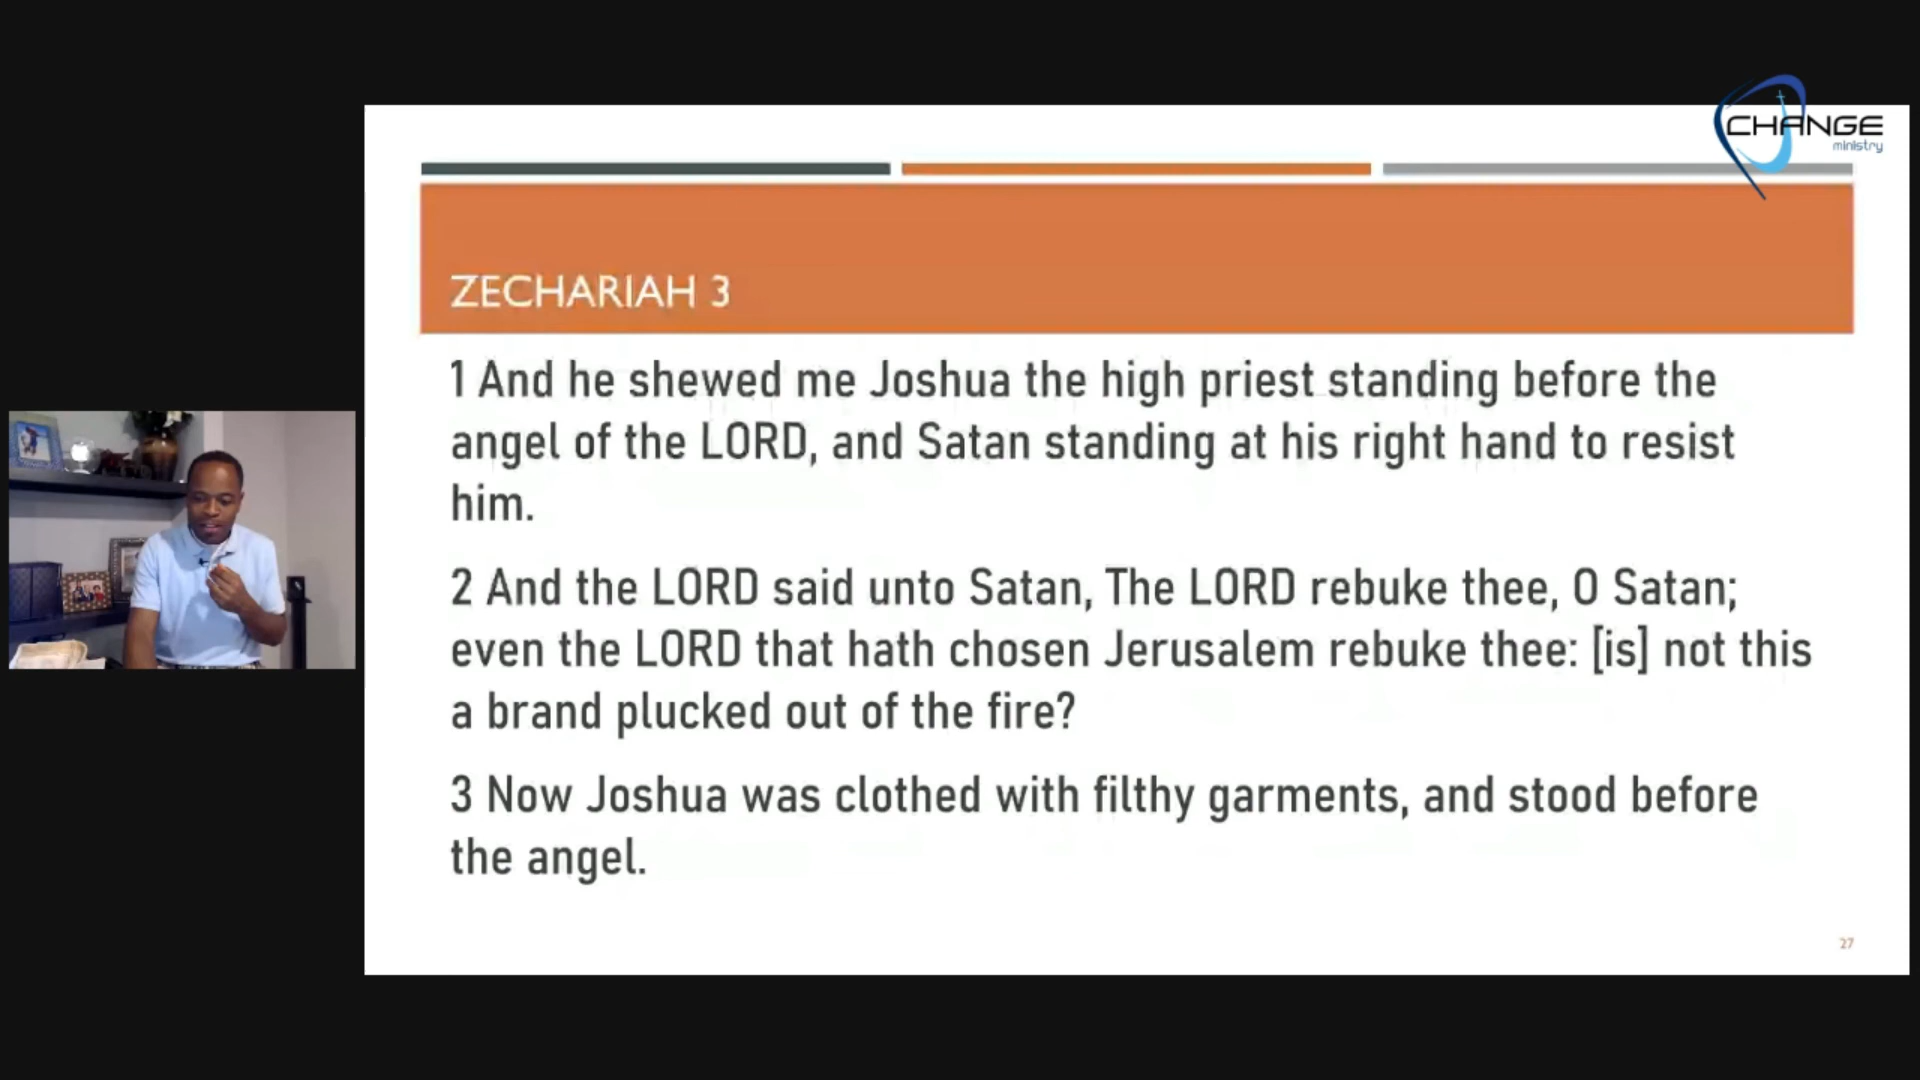 CHANGE
ministry
ZECHARIAH 3
1 And he shewed me Joshua the high priest standing before the
angel of the LORD, and Satan standing at his right hand to resist
him.
2 And the LORD said unto Satan, The LORD rebuke thee, O Satan;
even the LORD that hath chosen Jerusalem rebuke thee: [is] not this
a brand plucked out of the fire?
3 Now Joshua was clothed with filthy garments, and stood before
the angel.
27